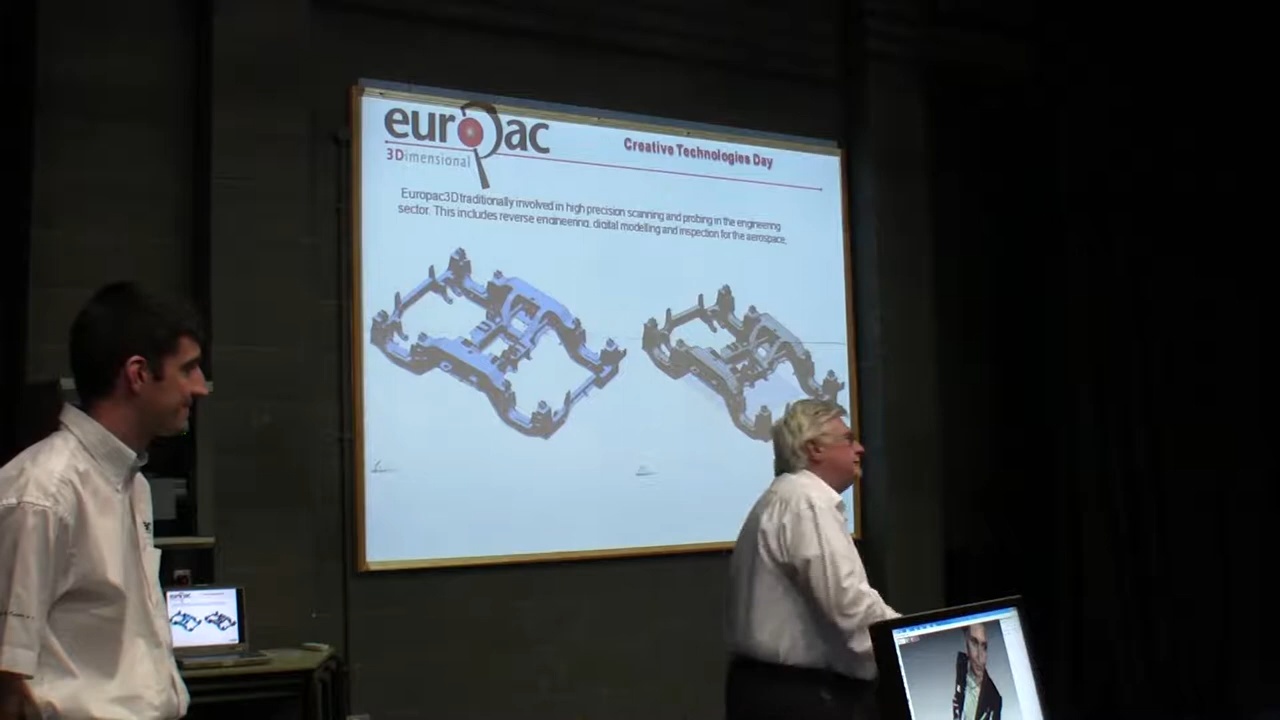 europac
3Dimensional
Creative Technologies Day
Europac3D traditionally involved in high precision scanning and probing in the engineering
sector. This includes reverse engineering, digital modelling and inspection for the aerospace,